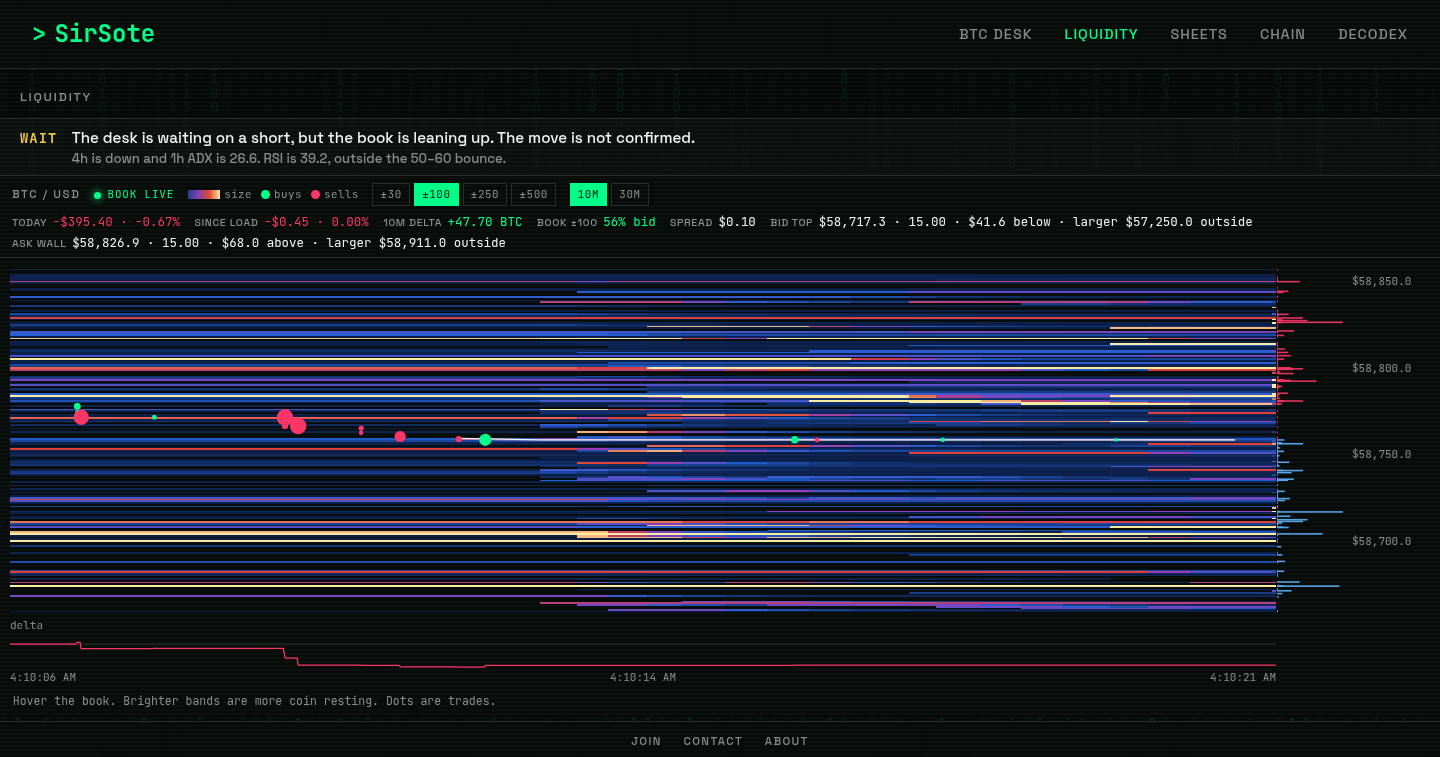 > SirSote
BTC DESK LIQUIDITY SHEETS CHAIN DECODEX
LIQUIDITY
WAIT The desk is waiting on a short, but the book is leaning up. The move is not confirmed.
4h is down and 1h ADX is 26.6. RSI is 39.2, outside the 50–60 bounce.
BTC / USD BOOK LIVE size buys sells ±30 ±100 ±250 ±500 10M 30M
TODAY -$395.40 · -0.67% SINCE LOAD -$0.45 · 0.00% 10M DELTA +47.70 BTC BOOK ±100 56% bid SPREAD $0.10 BID TOP $58,717.3 · 15.00 · $41.6 below · larger $57,250.0 outside
ASK WALL $58,826.9 · 15.00 · $68.0 above · larger $58,911.0 outside
$58,850.0
$58,800.0
$58,750.0
$58,700.0
delta
4:10:06 AM 4:10:14 AM 4:10:21 AM
Hover the book. Brighter bands are more coin resting. Dots are trades.
JOIN CONTACT ABOUT